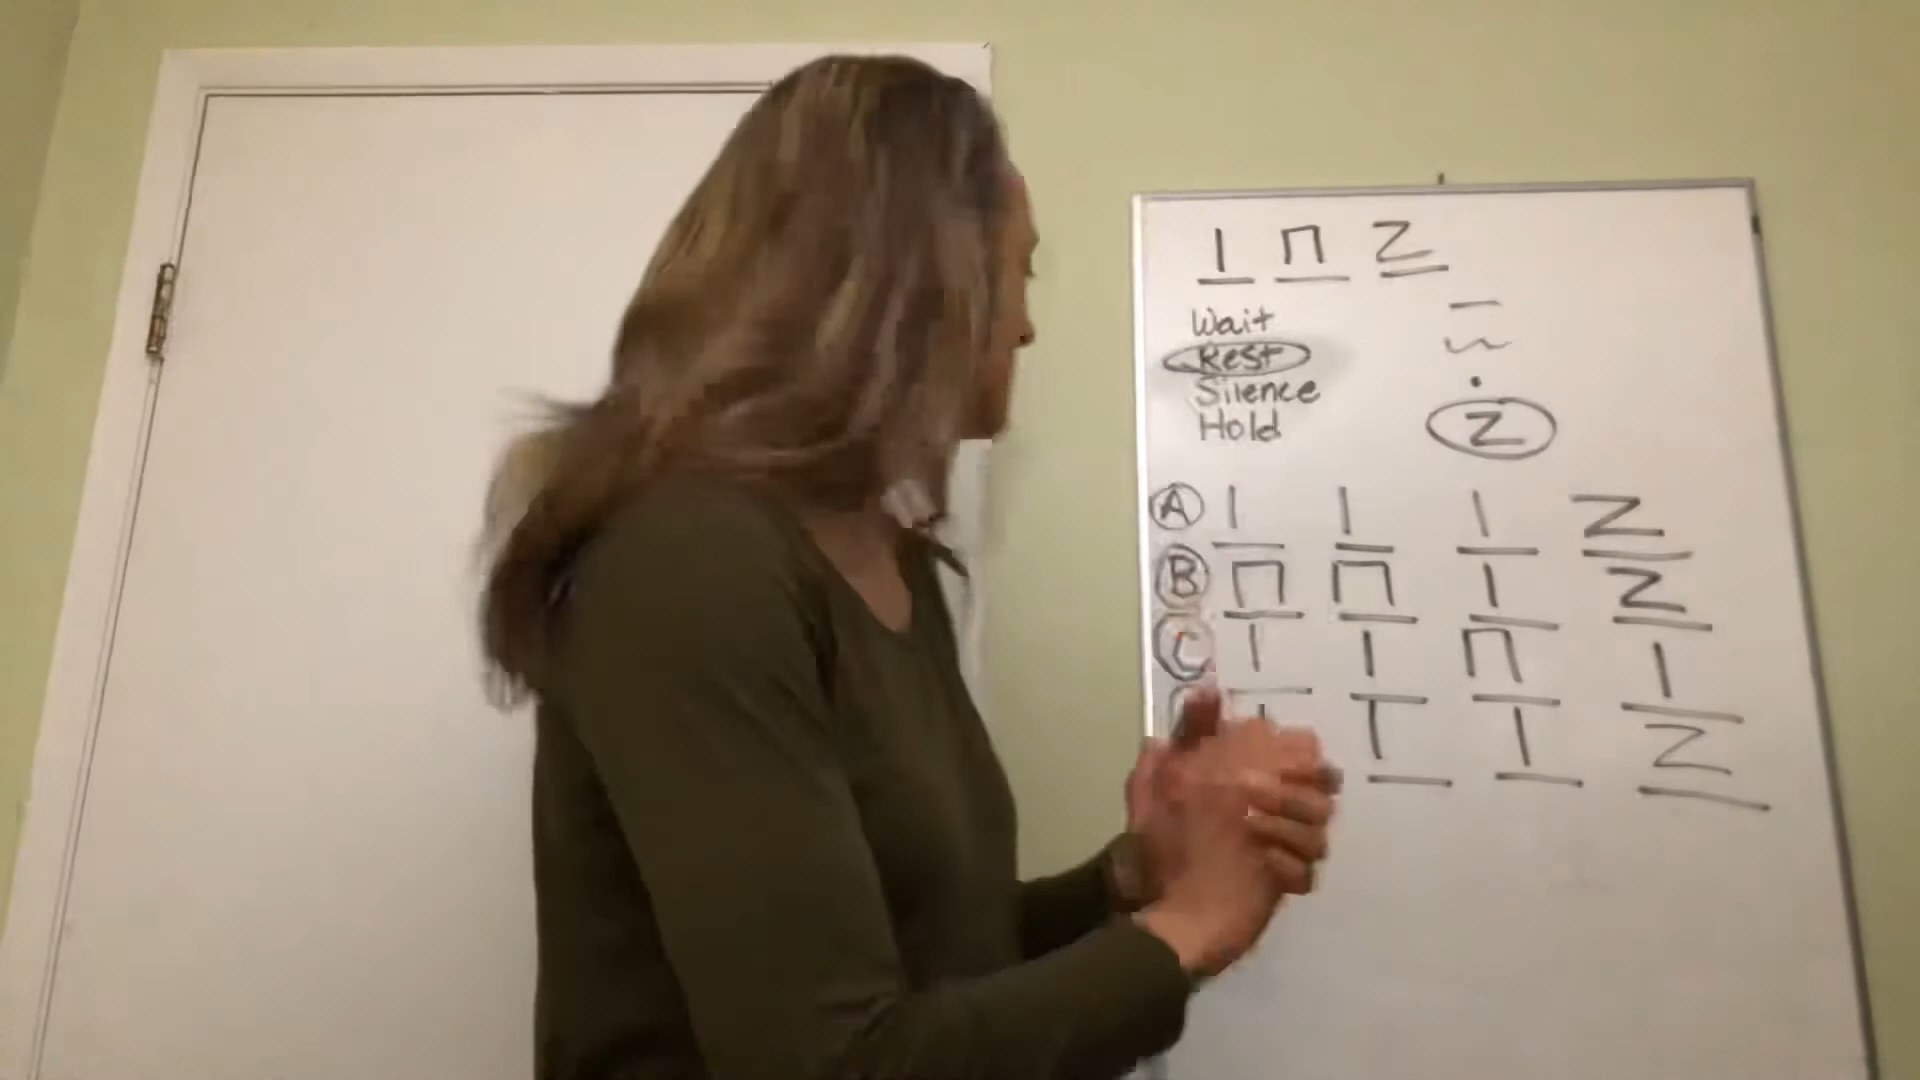 I Π Z
Wait
Rest
Silence
Hold
Z
A I I I Z
B Π Π I Z
C I I Π I
I I I Z